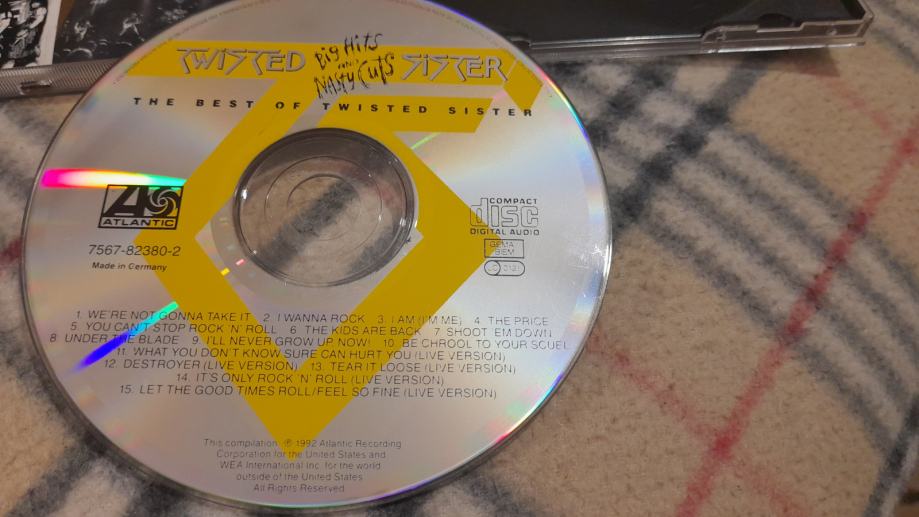 TWISTED SISTER
Big Hits
AND
NASTY CUTS
THE BEST OF TWISTED SISTER
ATLANTIC
7567-82380-2
Made in Germany
COMPACT
disc
DIGITAL AUDIO
GEMA
BIEM
LC 0121
1. WE'RE NOT GONNA TAKE IT 2. I WANNA ROCK 3. I AM (I'M ME) 4. THE PRICE
5. YOU CAN'T STOP ROCK 'N' ROLL 6. THE KIDS ARE BACK 7. SHOOT 'EM DOWN
8. UNDER THE BLADE 9. I'LL NEVER GROW UP NOW! 10. BE CHROOL TO YOUR SCUEL
11. WHAT YOU DON'T KNOW SURE CAN HURT YOU (LIVE VERSION)
12. DESTROYER (LIVE VERSION) 13. TEAR IT LOOSE (LIVE VERSION)
14. IT'S ONLY ROCK 'N' ROLL (LIVE VERSION)
15. LET THE GOOD TIMES ROLL/FEEL SO FINE (LIVE VERSION)
This compilation ℗ 1992 Atlantic Recording
Corporation for the United States and
WEA International Inc. for the world
outside of the United States
All Rights Reserved